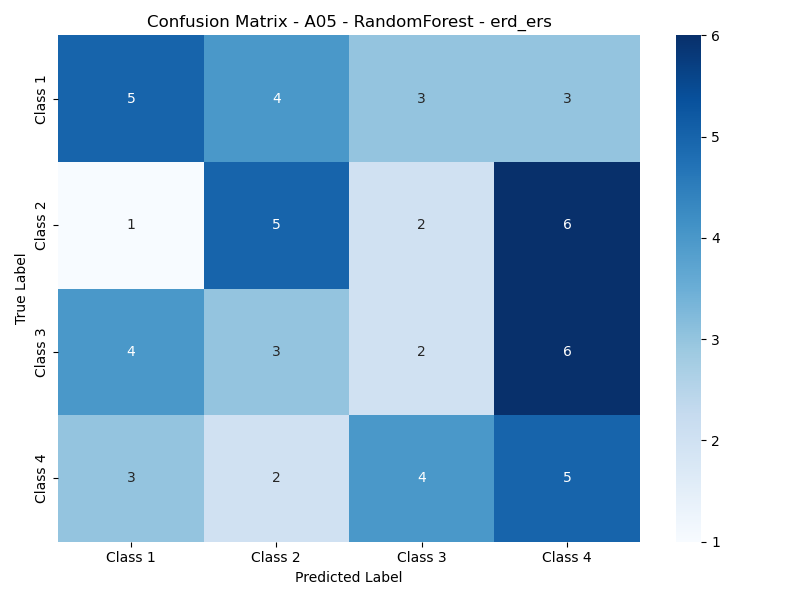 Confusion Matrix - A05 - RandomForest - erd_ers
True Label
Class 1
5 4 3 3
Class 2
1 5 2 6
Class 3
4 3 2 6
Class 4
3 2 4 5
Class 1 Class 2 Class 3 Class 4
Predicted Label
6
5
4
3
2
1